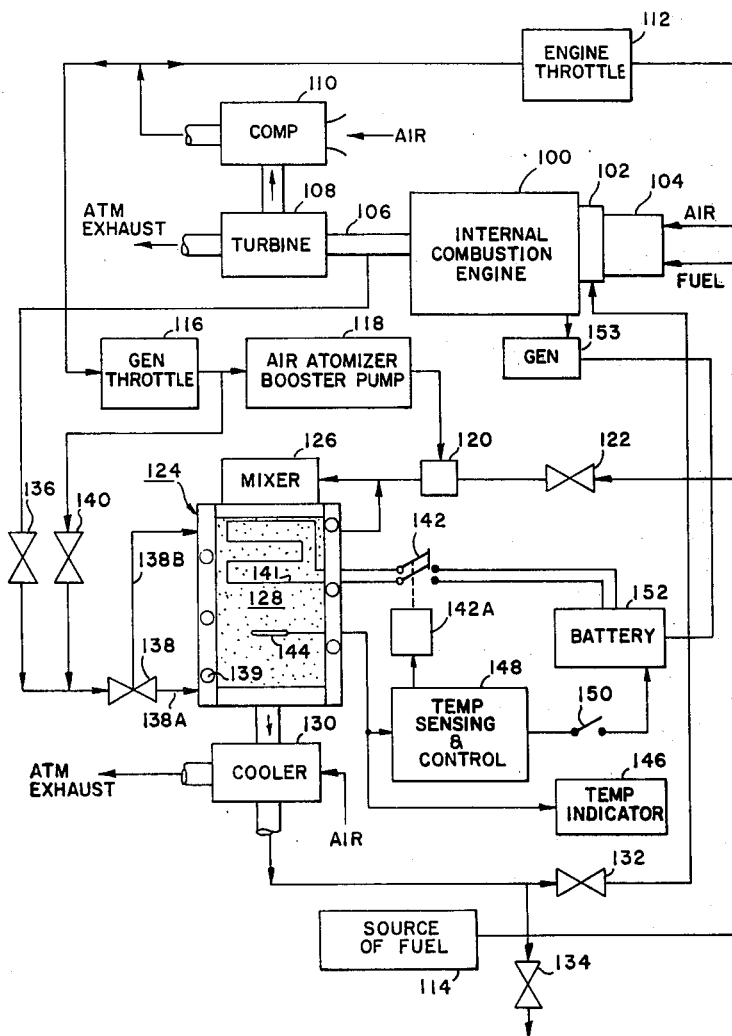 112
ENGINE
THROTTLE
110
COMP
AIR
100
102
104
108
106
ATM
EXHAUST
TURBINE
INTERNAL
COMBUSTION
ENGINE
AIR
FUEL
116
118
153
GEN
THROTTLE
AIR ATOMIZER
BOOSTER PUMP
GEN
120
122
126
124
MIXER
136
140
142
138B
141
128
152
142A
BATTERY
144
138
139
148
150
138A
TEMP
SENSING
&
CONTROL
130
146
ATM
EXHAUST
COOLER
TEMP
INDICATOR
AIR
132
SOURCE
OF FUEL
134
114